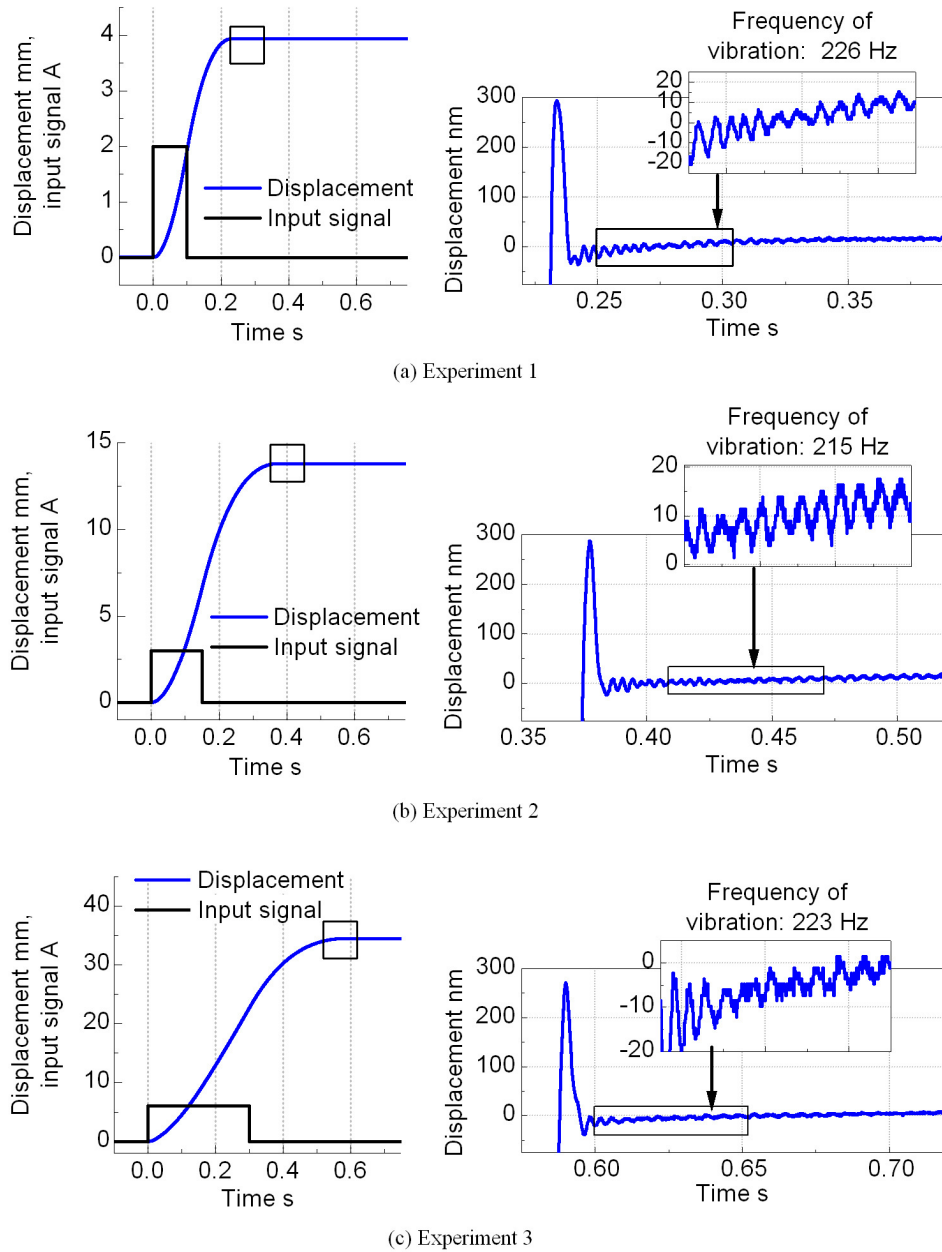 Displacement mm,
input signal A
4
3
2
1
0
Displacement
Input signal
0.0 0.2 0.4 0.6
Time s
Frequency of
vibration: 226 Hz
20
10
0
-10
-20
Displacement nm
300
200
100
0
0.25 0.30 0.35
Time s
(a) Experiment 1
Displacement mm,
input signal A
15
10
5
0
Displacement
Input signal
0.0 0.2 0.4 0.6
Time s
Frequency of
vibration: 215 Hz
20
10
0
Displacement nm
300
200
100
0
0.35 0.40 0.45 0.50
Time s
(b) Experiment 2
Displacement
Input signal
Displacement mm,
input signal A
40
30
20
10
0
0.0 0.2 0.4 0.6
Time s
Frequency of
vibration: 223 Hz
0
-10
-20
Displacement nm
300
200
100
0
0.60 0.65 0.70
Time s
(c) Experiment 3